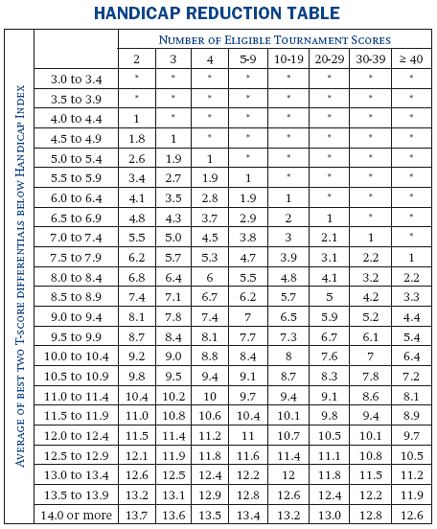 HANDICAP REDUCTION TABLE
NUMBER OF ELIGIBLE TOURNAMENT SCORES
2 3 4 5-9 10-19 20-29 30-39 ≥ 40
AVERAGE OF BEST TWO T-SCORE DIFFERENTIALS BELOW HANDICAP INDEX
3.0 to 3.4 * * * * * * * *
3.5 to 3.9 * * * * * * * *
4.0 to 4.4 1 * * * * * * *
4.5 to 4.9 1.8 1 * * * * * *
5.0 to 5.4 2.6 1.9 1 * * * * *
5.5 to 5.9 3.4 2.7 1.9 1 * * * *
6.0 to 6.4 4.1 3.5 2.8 1.9 1 * * *
6.5 to 6.9 4.8 4.3 3.7 2.9 2 1 * *
7.0 to 7.4 5.5 5.0 4.5 3.8 3 2.1 1 *
7.5 to 7.9 6.2 5.7 5.3 4.7 3.9 3.1 2.2 1
8.0 to 8.4 6.8 6.4 6 5.5 4.8 4.1 3.2 2.2
8.5 to 8.9 7.4 7.1 6.7 6.2 5.7 5 4.2 3.3
9.0 to 9.4 8.1 7.8 7.4 7 6.5 5.9 5.2 4.4
9.5 to 9.9 8.7 8.4 8.1 7.7 7.3 6.7 6.1 5.4
10.0 to 10.4 9.2 9.0 8.8 8.4 8 7.6 7 6.4
10.5 to 10.9 9.8 9.5 9.4 9.1 8.7 8.3 7.8 7.2
11.0 to 11.4 10.4 10.2 10 9.7 9.4 9.1 8.6 8.1
11.5 to 11.9 11.0 10.8 10.6 10.4 10.1 9.8 9.4 8.9
12.0 to 12.4 11.5 11.4 11.2 11 10.7 10.5 10.1 9.7
12.5 to 12.9 12.1 11.9 11.8 11.6 11.4 11.1 10.8 10.5
13.0 to 13.4 12.6 12.5 12.4 12.2 12 11.8 11.5 11.2
13.5 to 13.9 13.2 13.1 12.9 12.8 12.6 12.4 12.2 11.9
14.0 or more 13.7 13.6 13.5 13.4 13.2 13.0 12.8 12.6